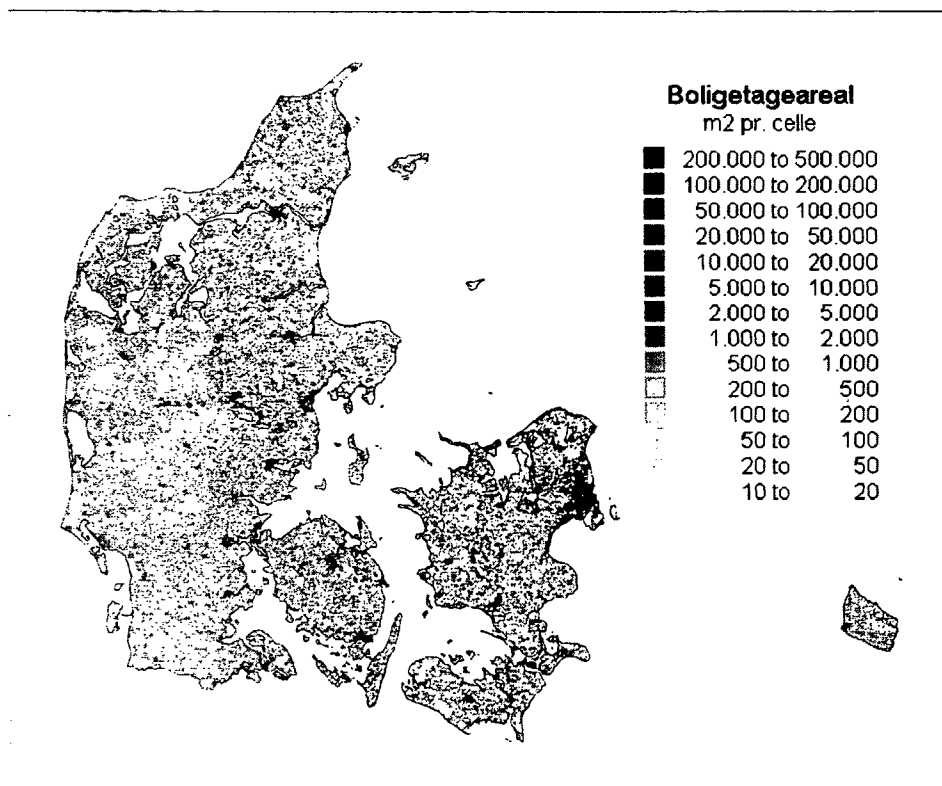 Boligetageareal
m2 pr. celle
200.000 to 500.000
100.000 to 200.000
50.000 to 100.000
20.000 to 50.000
10.000 to 20.000
5.000 to 10.000
2.000 to 5.000
1.000 to 2.000
500 to 1.000
200 to 500
100 to 200
50 to 100
20 to 50
10 to 20